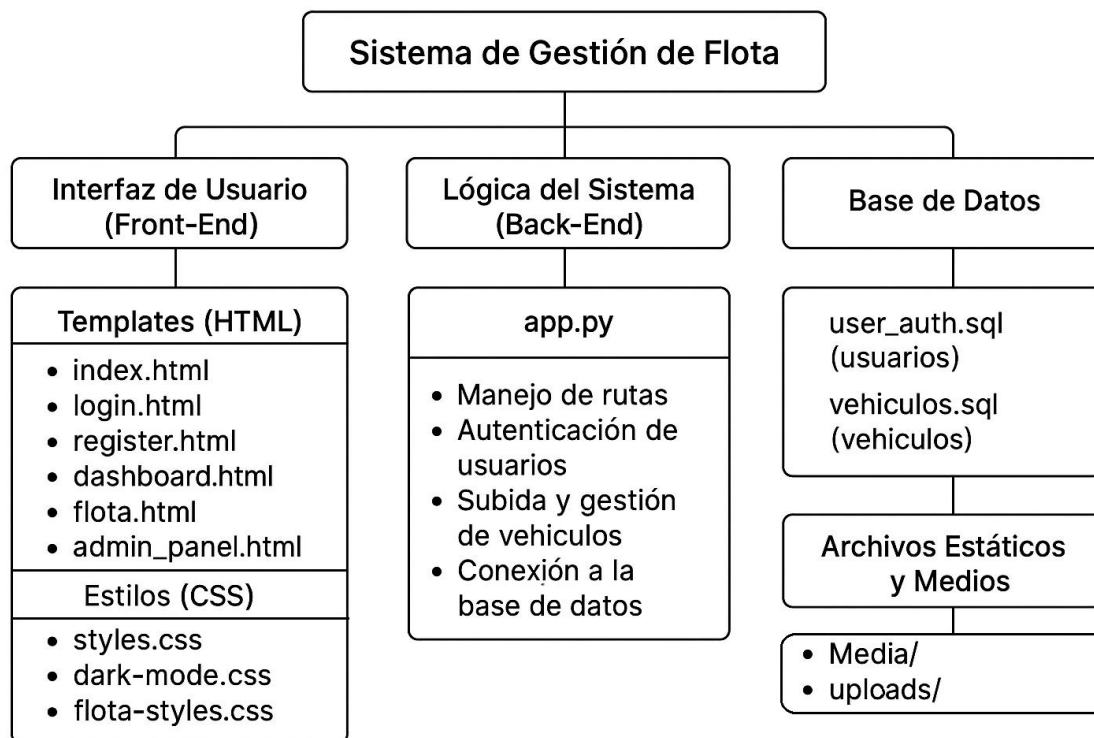 Sistema de Gestión de Flota
Interfaz de Usuario
(Front-End)
Templates (HTML)
• index.html
• login.html
• register.html
• dashboard.html
• flota.html
• admin_panel.html
Estilos (CSS)
• styles.css
• dark-mode.css
• flota-styles.css
Lógica del Sistema
(Back-End)
app.py
• Manejo de rutas
• Autenticación de
usuarios
• Subida y gestión
de vehiculos
• Conexión a la
base de datos
Base de Datos
user_auth.sql
(usuarios)
vehiculos.sql
(vehiculos)
Archivos Estáticos
y Medios
• Media/
• uploads/